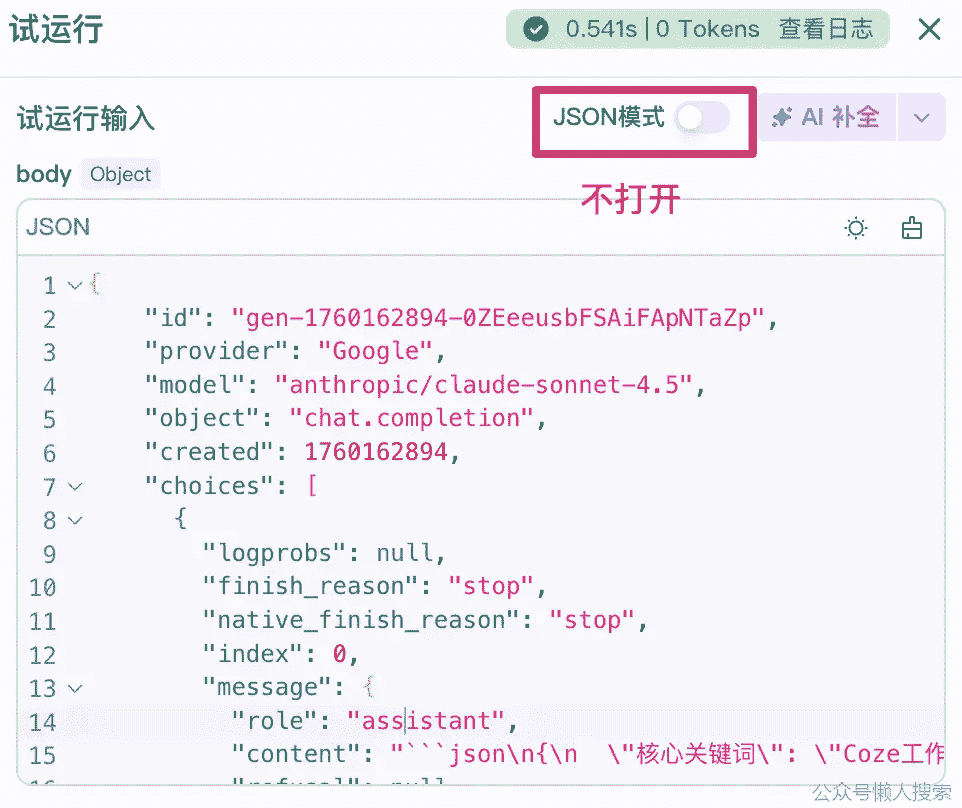 试运行
0.541s | 0 Tokens 查看日志
试运行输入
JSON模式
AI 补全
body Object
不打开
JSON
1 {
2 "id": "gen-1760162894-0ZEeeusbFSAiFApNTaZp",
3 "provider": "Google",
4 "model": "anthropic/claude-sonnet-4.5",
5 "object": "chat.completion",
6 "created": 1760162894,
7 "choices": [
8 {
9 "logprobs": null,
10 "finish_reason": "stop",
11 "native_finish_reason": "stop",
12 "index": 0,
13 "message": {
14 "role": "assistant",
15 "content": "```json\n{\n  \"核心关键词\": \"Coze工作
公众号懒人搜索